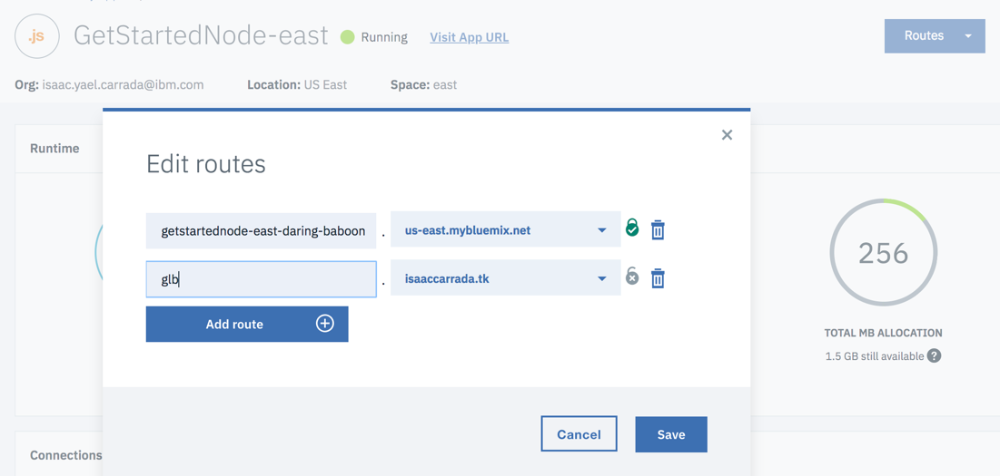 .js GetStartedNode-east Running Visit App URL Routes
Org: isaac.yael.carrada@ibm.com Location: US East Space: east
Runtime
Edit routes
getstartednode-east-daring-baboon . us-east.mybluemix.net
glb . isaaccarrada.tk
Add route
256
TOTAL MB ALLOCATION
1.5 GB still available ?
Cancel Save
Connections